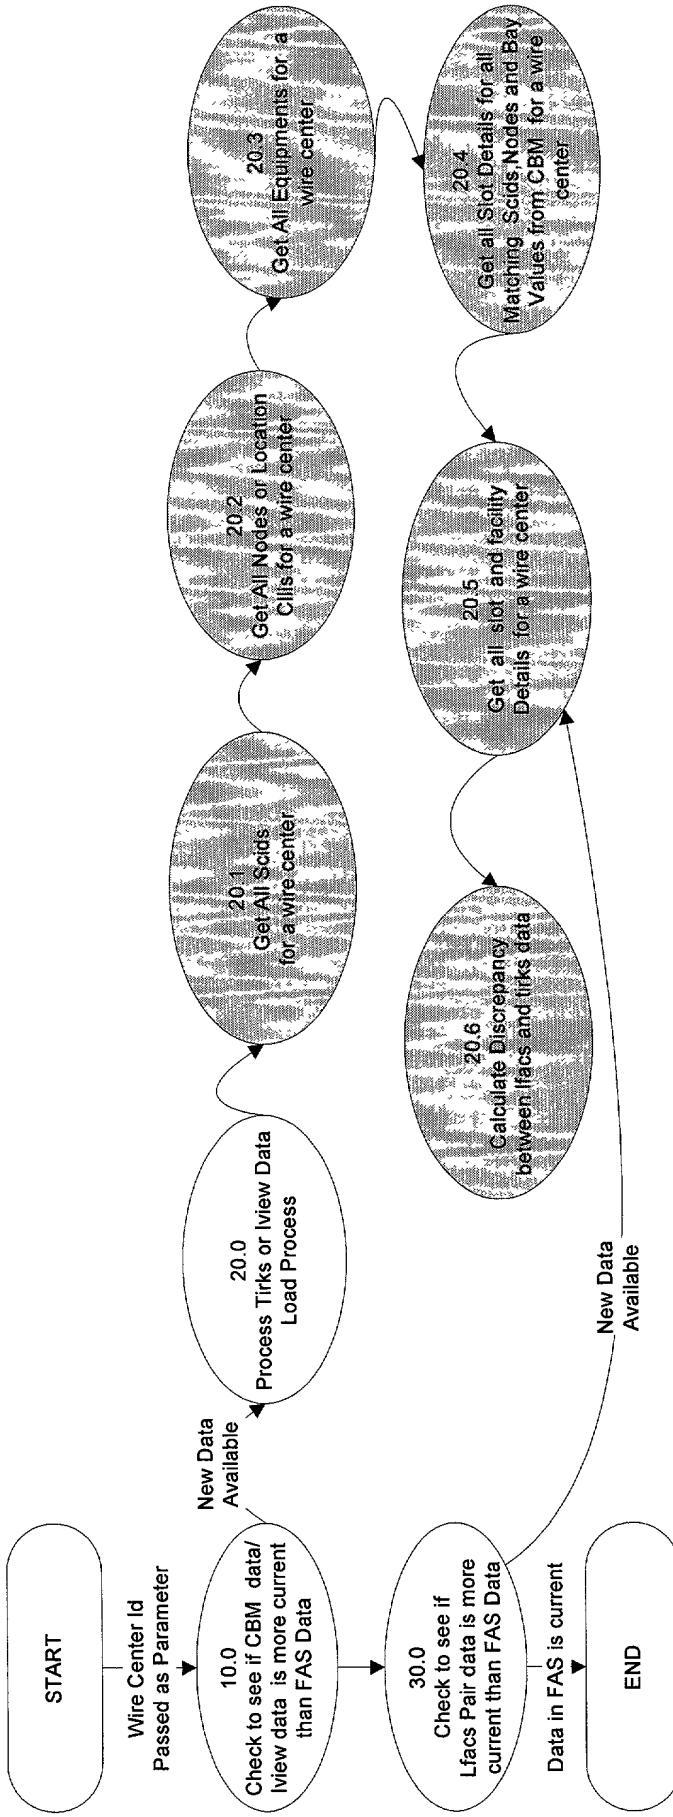 START
Wire Center Id
Passed as Parameter
10.0
Check to see if CBM data/
Iview data is more current
than FAS Data
New Data
Available
20.0
Process Tirks or Iview Data
Load Process
20.1
Get All Scids
for a wire center
20.2
Get All Nodes or Location
Cllis for a wire center
20.3
Get All Equipments for a
wire center
20.4
Get all Slot Details for all
Matching Scids,Nodes and Bay
Values from CBM for a wire
center
20.5
Get all slot and facility
Details for a wire center
20.6
Calculate Discrepancy
between lfacs and tirks data
30.0
Check to see if
Lfacs Pair data is more
current than FAS Data
New Data
Available
Data in FAS is current
END